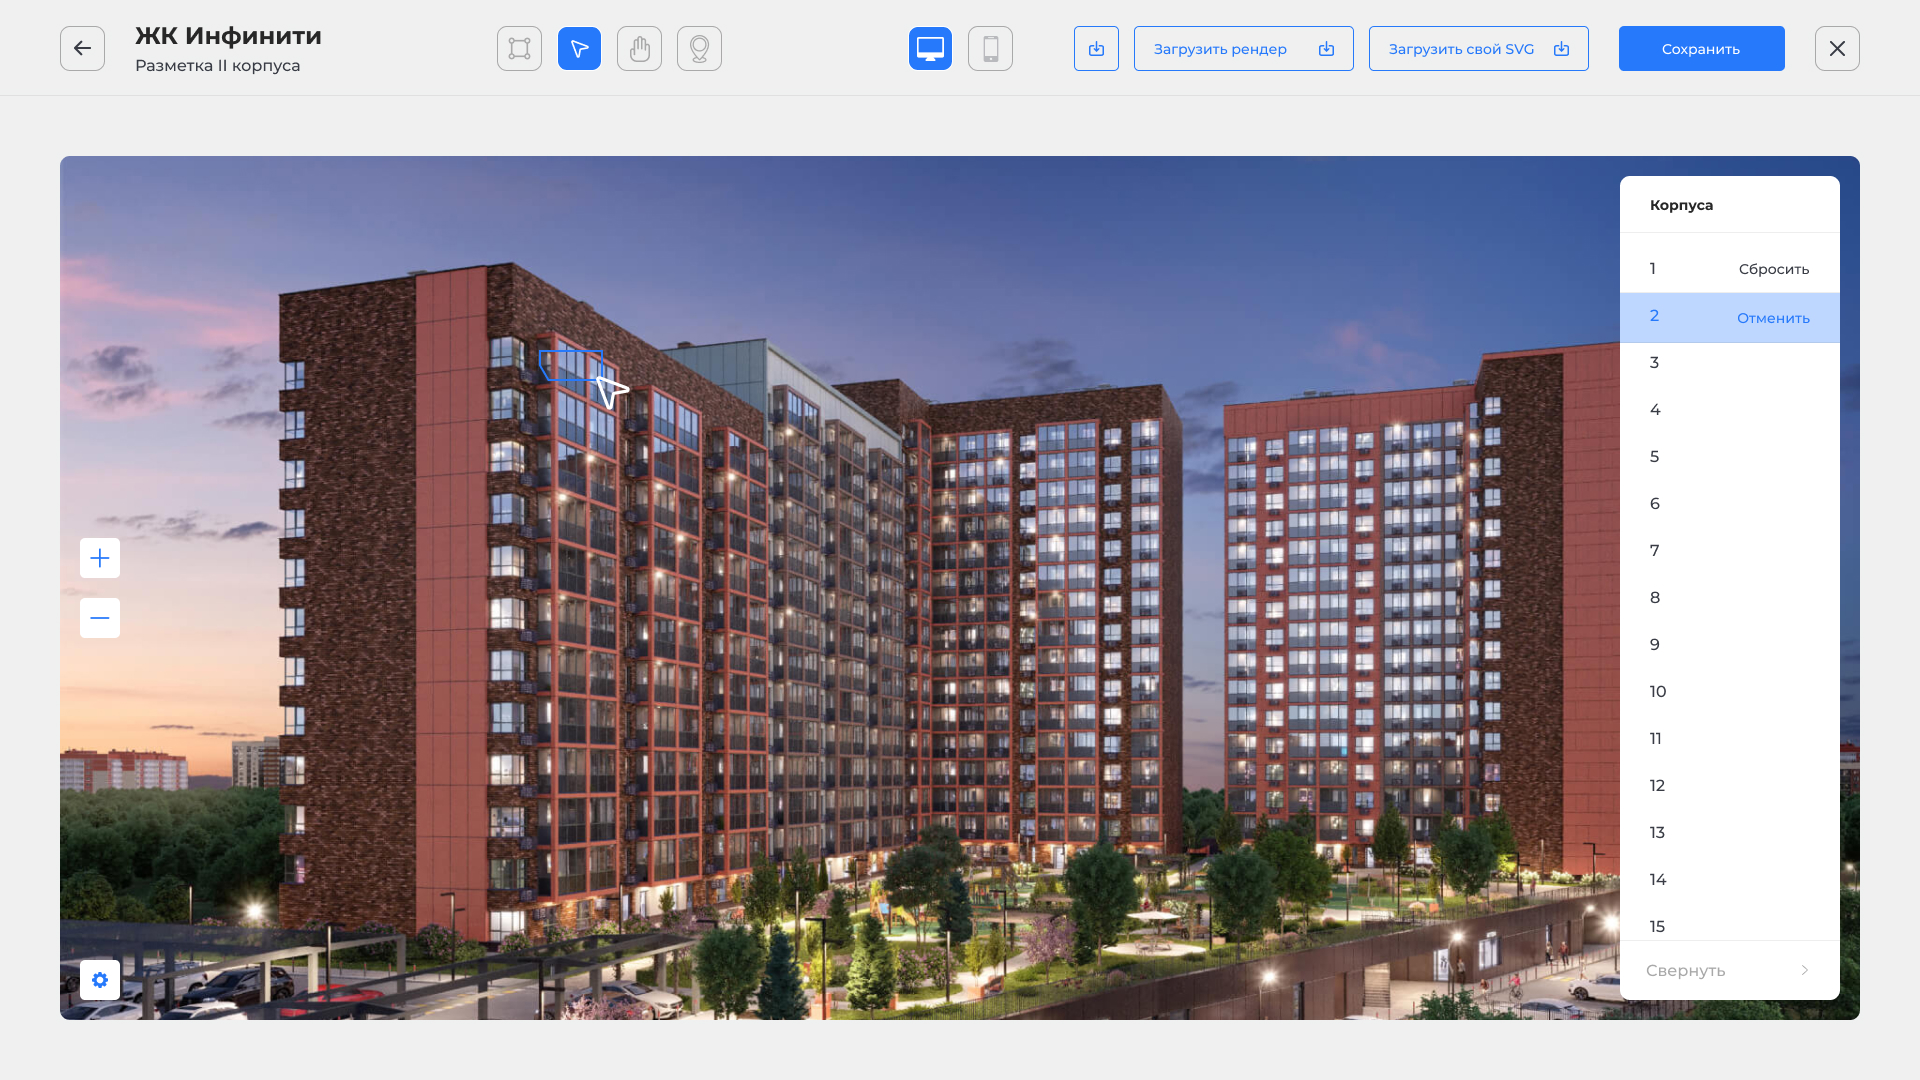 ЖК Инфинити
Разметка II корпуса
Загрузить рендер
Загрузить свой SVG
Сохранить
Корпуса
1 Сбросить
2 Отменить
3
4
5
6
7
8
9
10
11
12
13
14
15
Свернуть